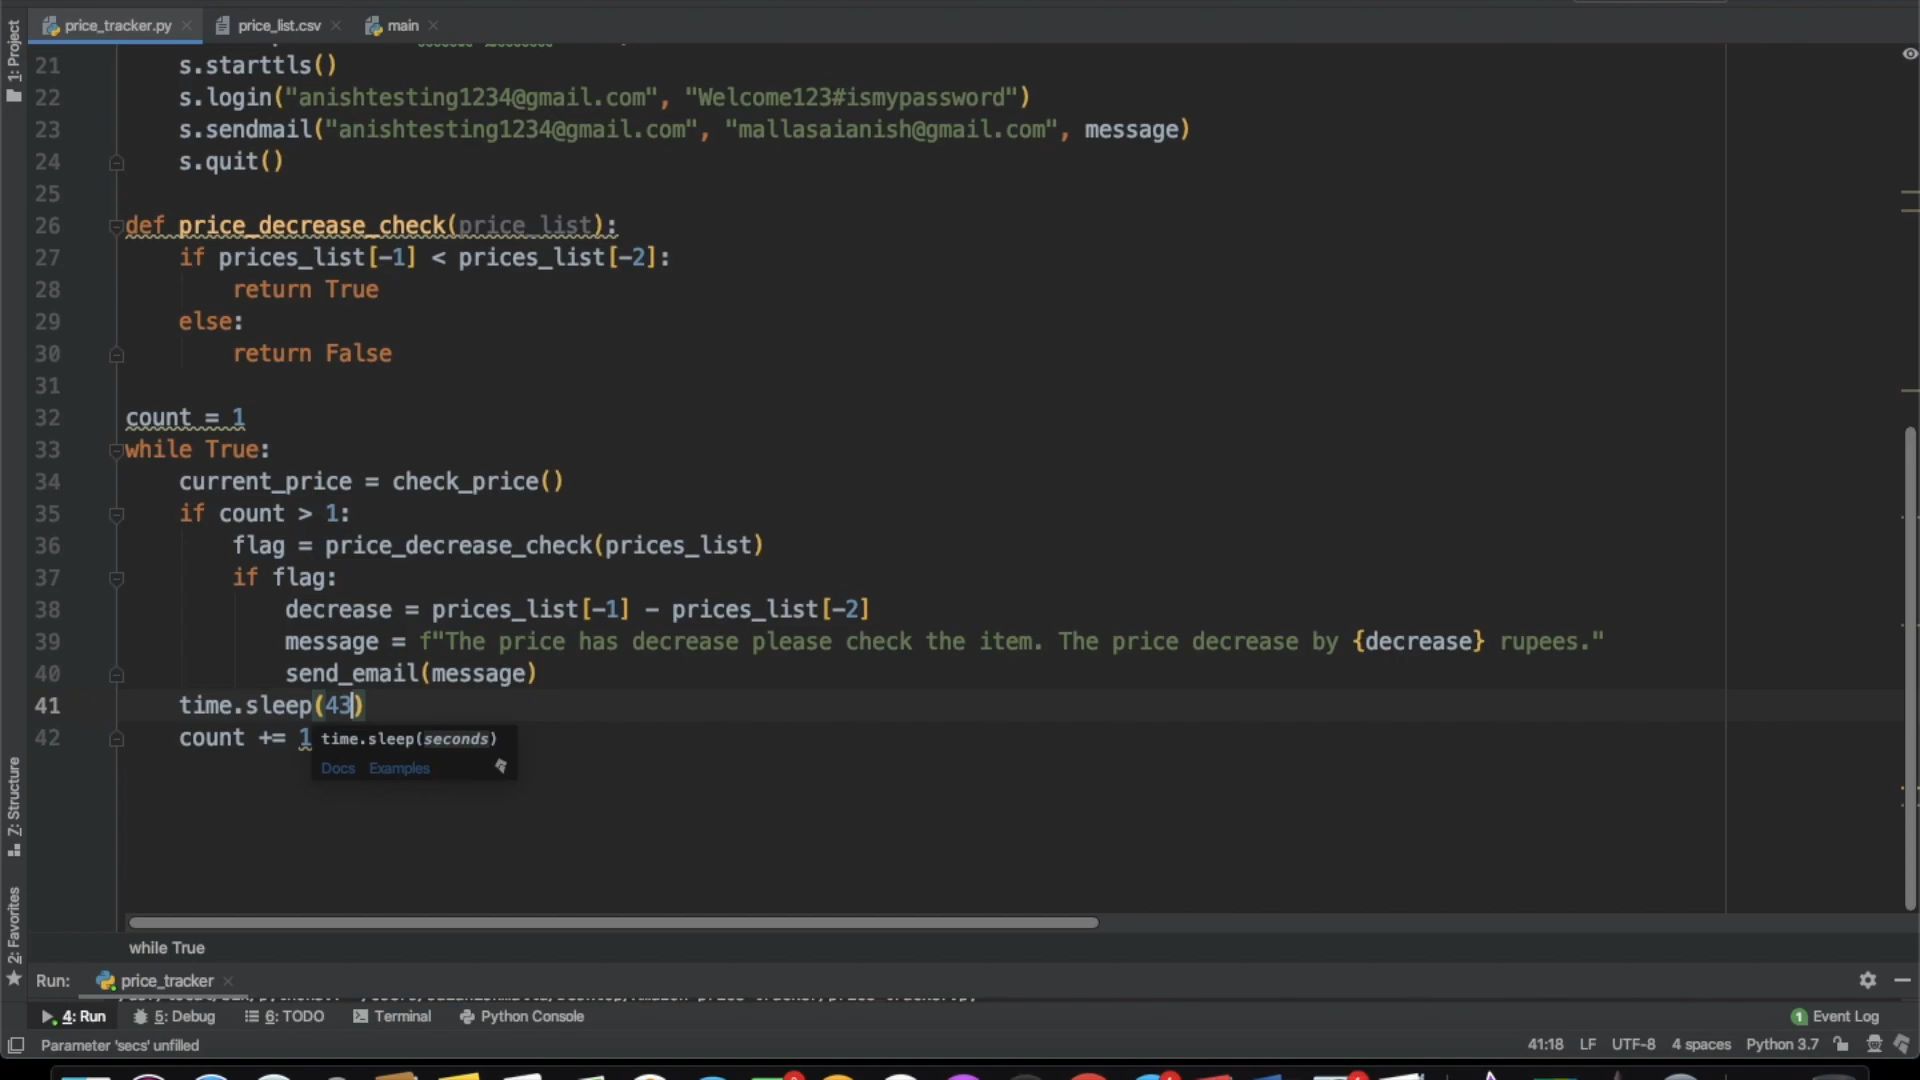 1: Project
price_tracker.py
price_list.csv
main
21 s.starttls()
22 s.login("anishtesting1234@gmail.com", "Welcome123#ismypassword")
23 s.sendmail("anishtesting1234@gmail.com", "mallasaianish@gmail.com", message)
24 s.quit()
25
26 def price_decrease_check(price_list):
27 if prices_list[-1] < prices_list[-2]:
28 return True
29 else:
30 return False
31
32 count = 1
33 while True:
34 current_price = check_price()
35 if count > 1:
36 flag = price_decrease_check(prices_list)
37 if flag:
38 decrease = prices_list[-1] - prices_list[-2]
39 message = f"The price has decrease please check the item. The price decrease by {decrease} rupees."
40 send_email(message)
41 time.sleep(43)
42 count += 1
time.sleep(seconds)
Docs Examples
7: Structure
2: Favorites
while True
Run: price_tracker
4: Run 5: Debug 6: TODO Terminal Python Console 1 Event Log
Parameter 'secs' unfilled 41:18 LF UTF-8 4 spaces Python 3.7